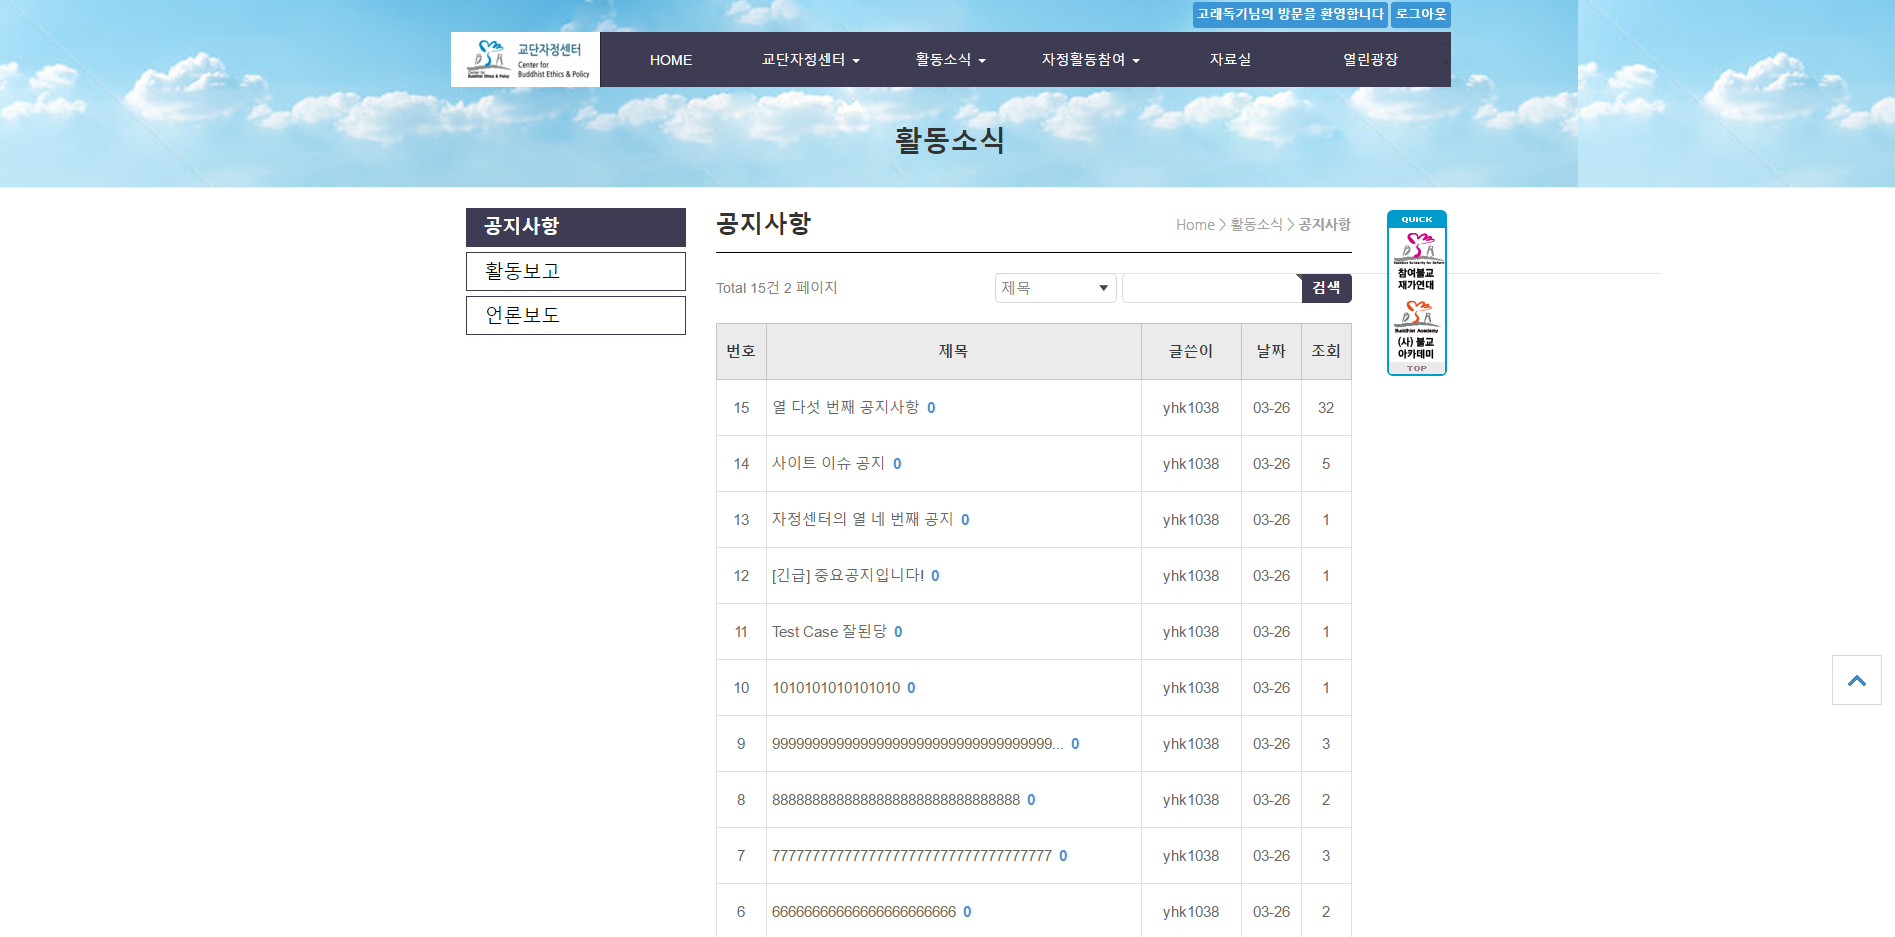 고래독기님의 방문을 환영합니다 로그아웃
교단자정센터
Center for
Buddhist Ethics & Policy
HOME 교단자정센터 활동소식 자정활동참여 자료실 열린광장
활동소식
공지사항
활동보고
언론보도
공지사항
Home > 활동소식 > 공지사항
Total 15건 2 페이지
제목 검색
번호 제목 글쓴이 날짜 조회
15 열 다섯 번째 공지사항 0 yhk1038 03-26 32
14 사이트 이슈 공지 0 yhk1038 03-26 5
13 자정센터의 열 네 번째 공지 0 yhk1038 03-26 1
12 [긴급] 중요공지입니다! 0 yhk1038 03-26 1
11 Test Case 잘된당 0 yhk1038 03-26 1
10 1010101010101010 0 yhk1038 03-26 1
9 99999999999999999999999999999999999... 0 yhk1038 03-26 3
8 8888888888888888888888888888888 0 yhk1038 03-26 2
7 77777777777777777777777777777777777 0 yhk1038 03-26 3
6 66666666666666666666666 0 yhk1038 03-26 2
QUICK
BSR
Buddhist Solidarity for Reform
참여불교
재가연대
BSR
Buddhist Academy
(사) 불교
아카데미
TOP